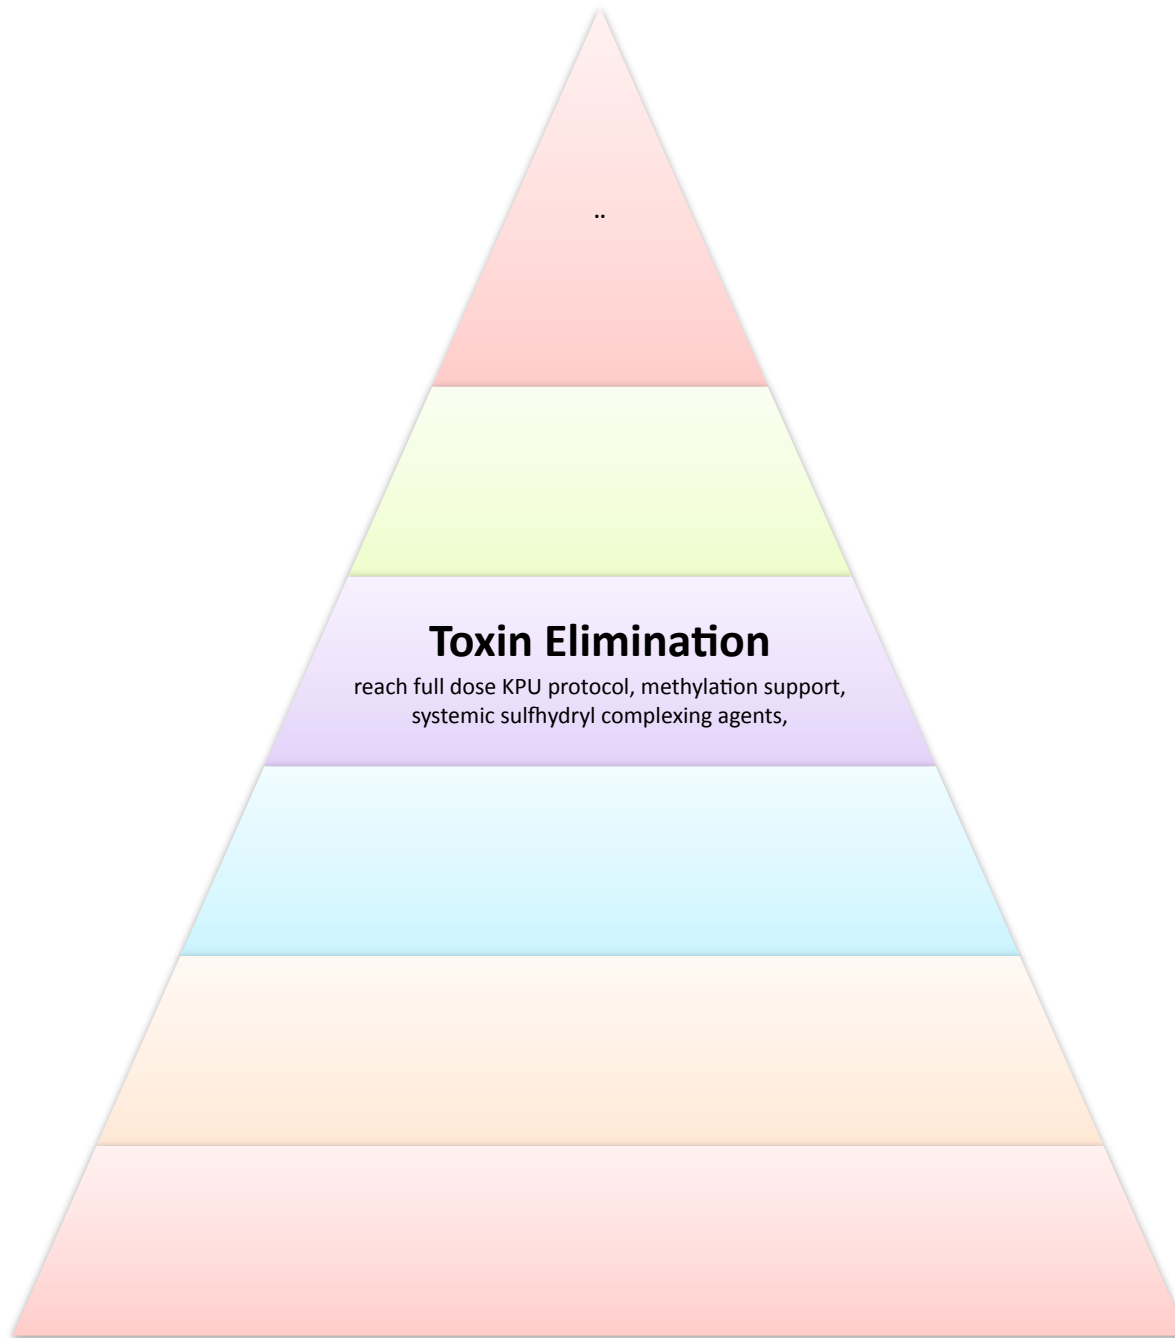 ..
Toxin Elimination
reach full dose KPU protocol, methylation support,
systemic sulfhydryl complexing agents,